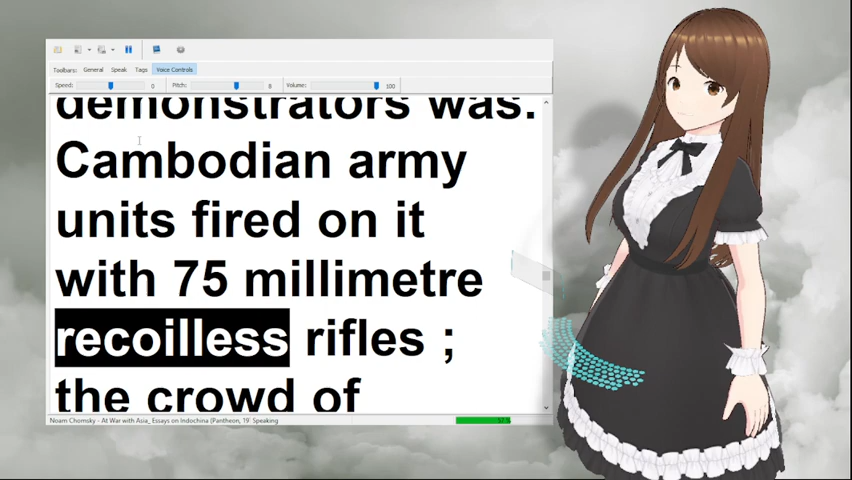 Toolbars: General Speak Tags Voice Controls
Speed: 0 Pitch: 8 Volume: 100
demonstrators was.
Cambodian army
units fired on it
with 75 millimetre
recoilless rifles ;
the crowd of
Noam Chomsky - At War with Asia_ Essays on Indochina (Pantheon, 19 Speaking